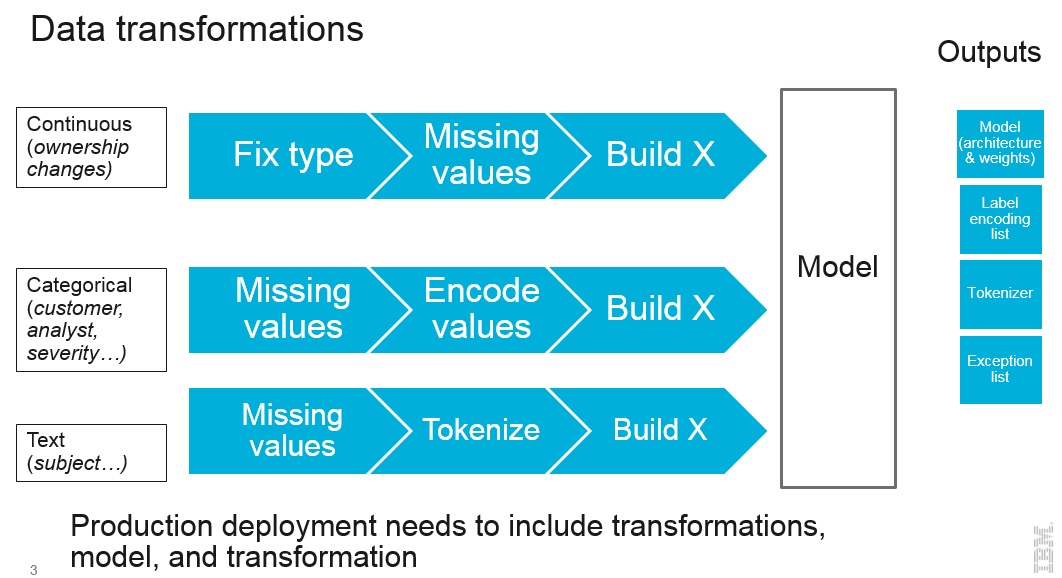 Data transformations
Outputs
Continuous
(ownership
changes)
Fix type
Missing
values
Build X
Categorical
(customer,
analyst,
severity…)
Missing
values
Encode
values
Build X
Text
(subject…)
Missing
values
Tokenize
Build X
Model
Model
(architecture
& weights)
Label
encoding
list
Tokenizer
Exception
list
Production deployment needs to include transformations,
model, and transformation
3
IBM